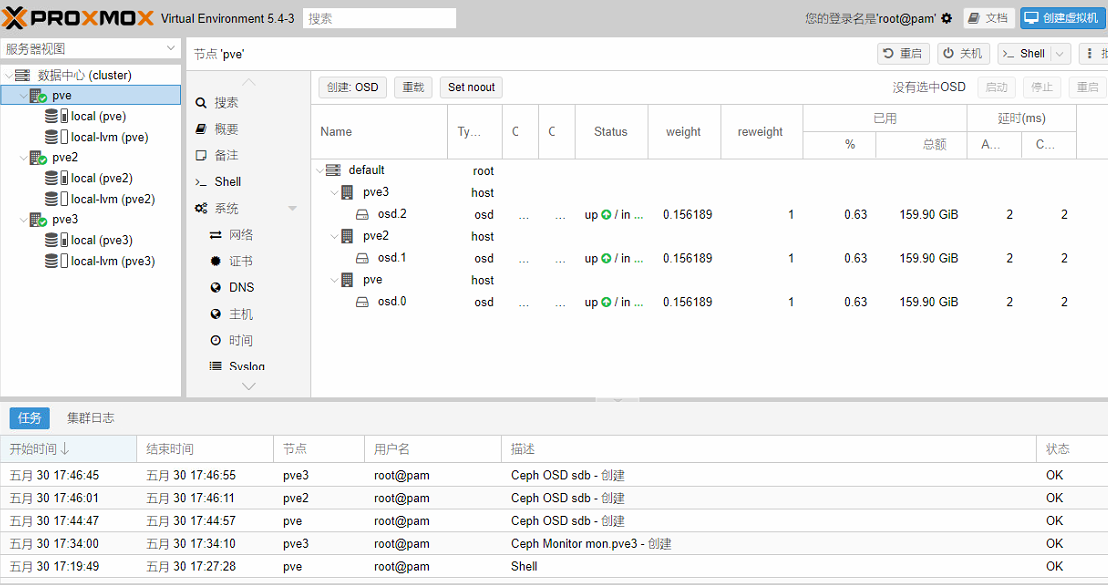 PROXMOX Virtual Environment 5.4-3 搜索 您的登录名是'root@pam' 文档 创建虚拟机
服务器视图
数据中心 (cluster)
pve
local (pve)
local-lvm (pve)
pve2
local (pve2)
local-lvm (pve2)
pve3
local (pve3)
local-lvm (pve3)
节点 'pve' 重启 关机 >_ Shell
搜索
概要
备注
>_ Shell
系统
网络
证书
DNS
主机
时间
Syslog
创建: OSD 重载 Set noout 没有选中OSD 启动 停止 重启
Name Ty... C C Status weight reweight 已用 延时(ms)
% 总额 A... C...
default root
pve3 host
osd.2 osd ... ... up / in ... 0.156189 1 0.63 159.90 GiB 2 2
pve2 host
osd.1 osd ... ... up / in ... 0.156189 1 0.63 159.90 GiB 2 2
pve host
osd.0 osd ... ... up / in ... 0.156189 1 0.63 159.90 GiB 2 2
任务 集群日志
开始时间↓ 结束时间 节点 用户名 描述 状态
五月 30 17:46:45 五月 30 17:46:55 pve3 root@pam Ceph OSD sdb - 创建 OK
五月 30 17:46:01 五月 30 17:46:11 pve2 root@pam Ceph OSD sdb - 创建 OK
五月 30 17:44:47 五月 30 17:44:57 pve root@pam Ceph OSD sdb - 创建 OK
五月 30 17:34:00 五月 30 17:34:10 pve3 root@pam Ceph Monitor mon.pve3 - 创建 OK
五月 30 17:19:49 五月 30 17:27:28 pve root@pam Shell OK